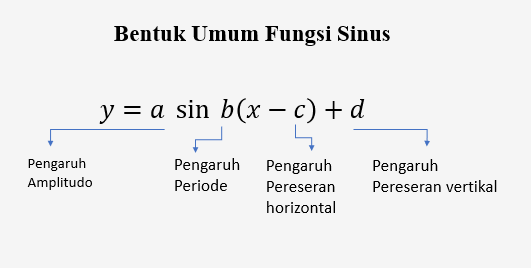 Bentuk Umum Fungsi Sinus
y = a sin b(x − c) + d
Pengaruh
Amplitudo
Pengaruh
Periode
Pengaruh
Pereseran
horizontal
Pengaruh
Pereseran vertikal